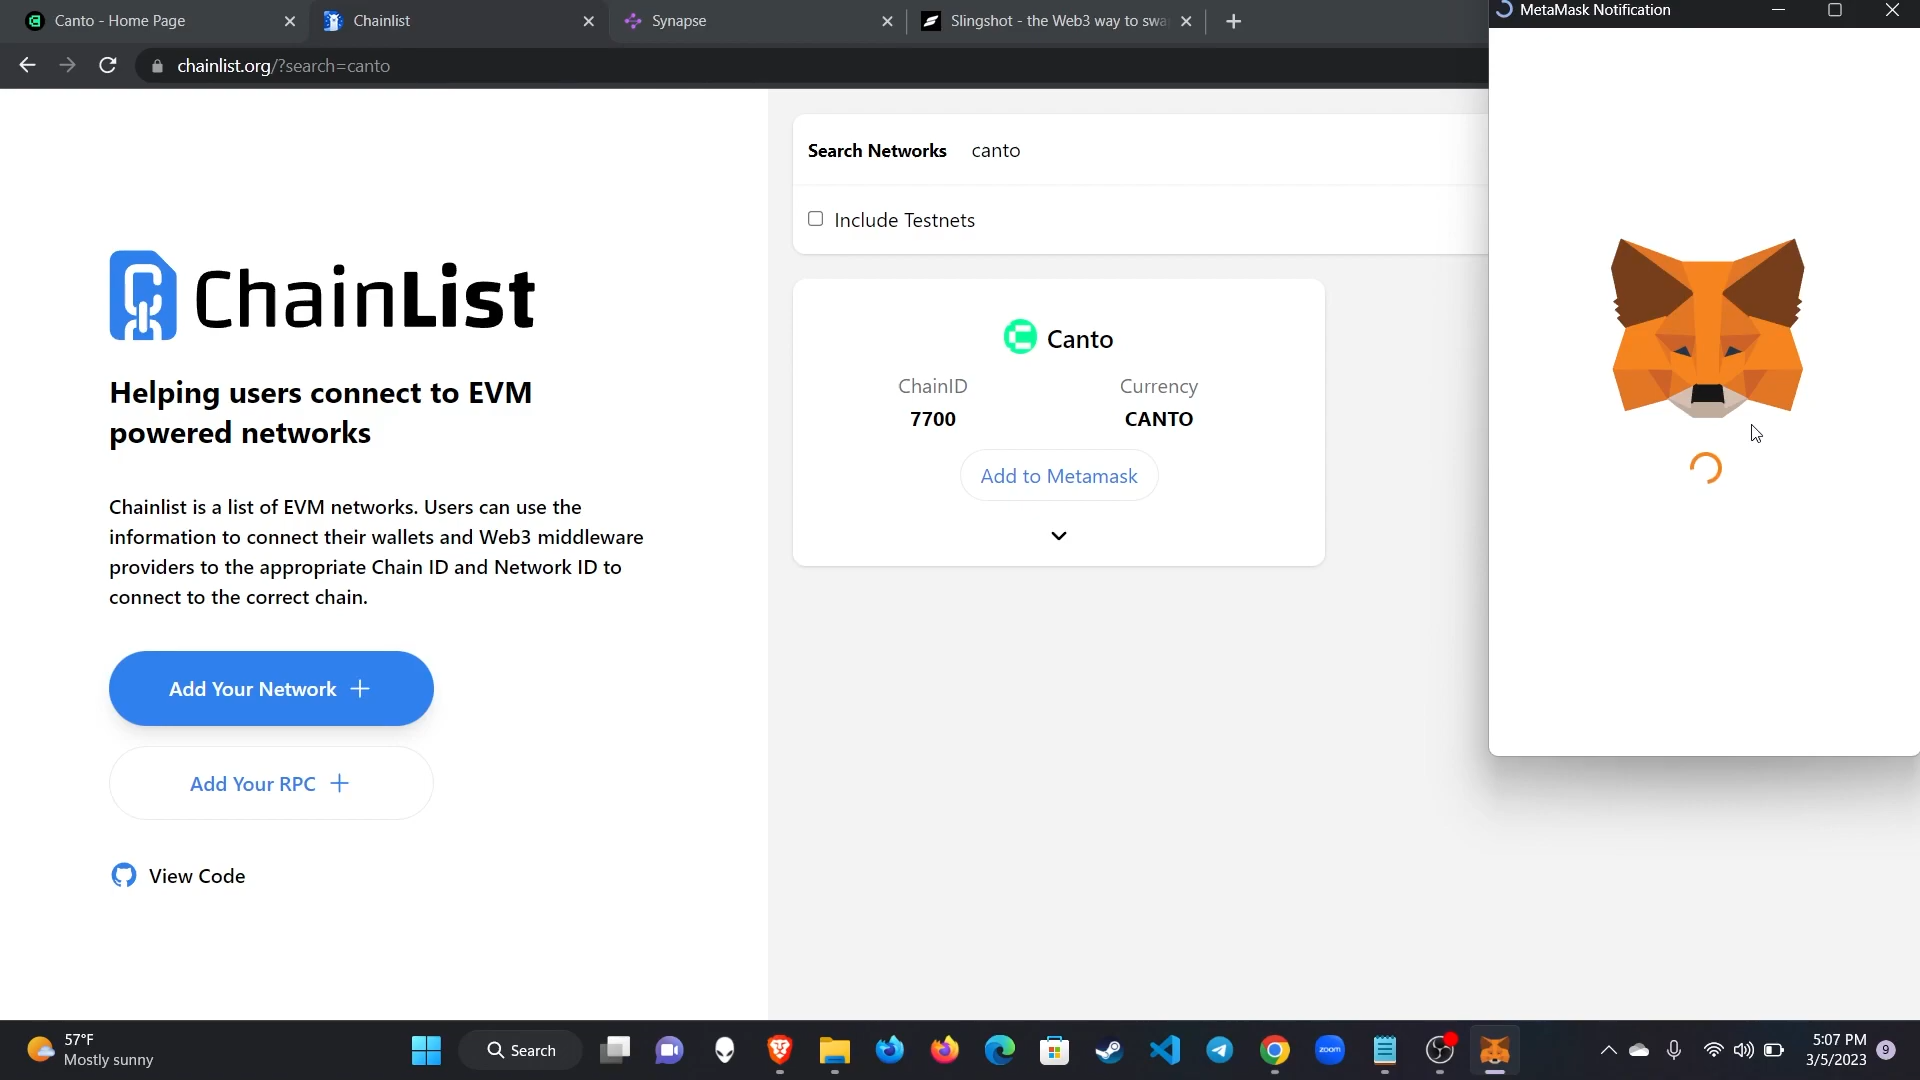 Canto - Home Page
Chainlist
Synapse
Slingshot - the Web3 way to swa
MetaMask Notification
chainlist.org/?search=canto
Search Networks canto
Include Testnets
ChainList
Helping users connect to EVM
powered networks
Chainlist is a list of EVM networks. Users can use the
information to connect their wallets and Web3 middleware
providers to the appropriate Chain ID and Network ID to
connect to the correct chain.
Add Your Network
Add Your RPC
View Code
Canto
ChainID
Currency
7700
CANTO
Add to Metamask
57°F
Mostly sunny
Search
zoom
5:07 PM
3/5/2023
9